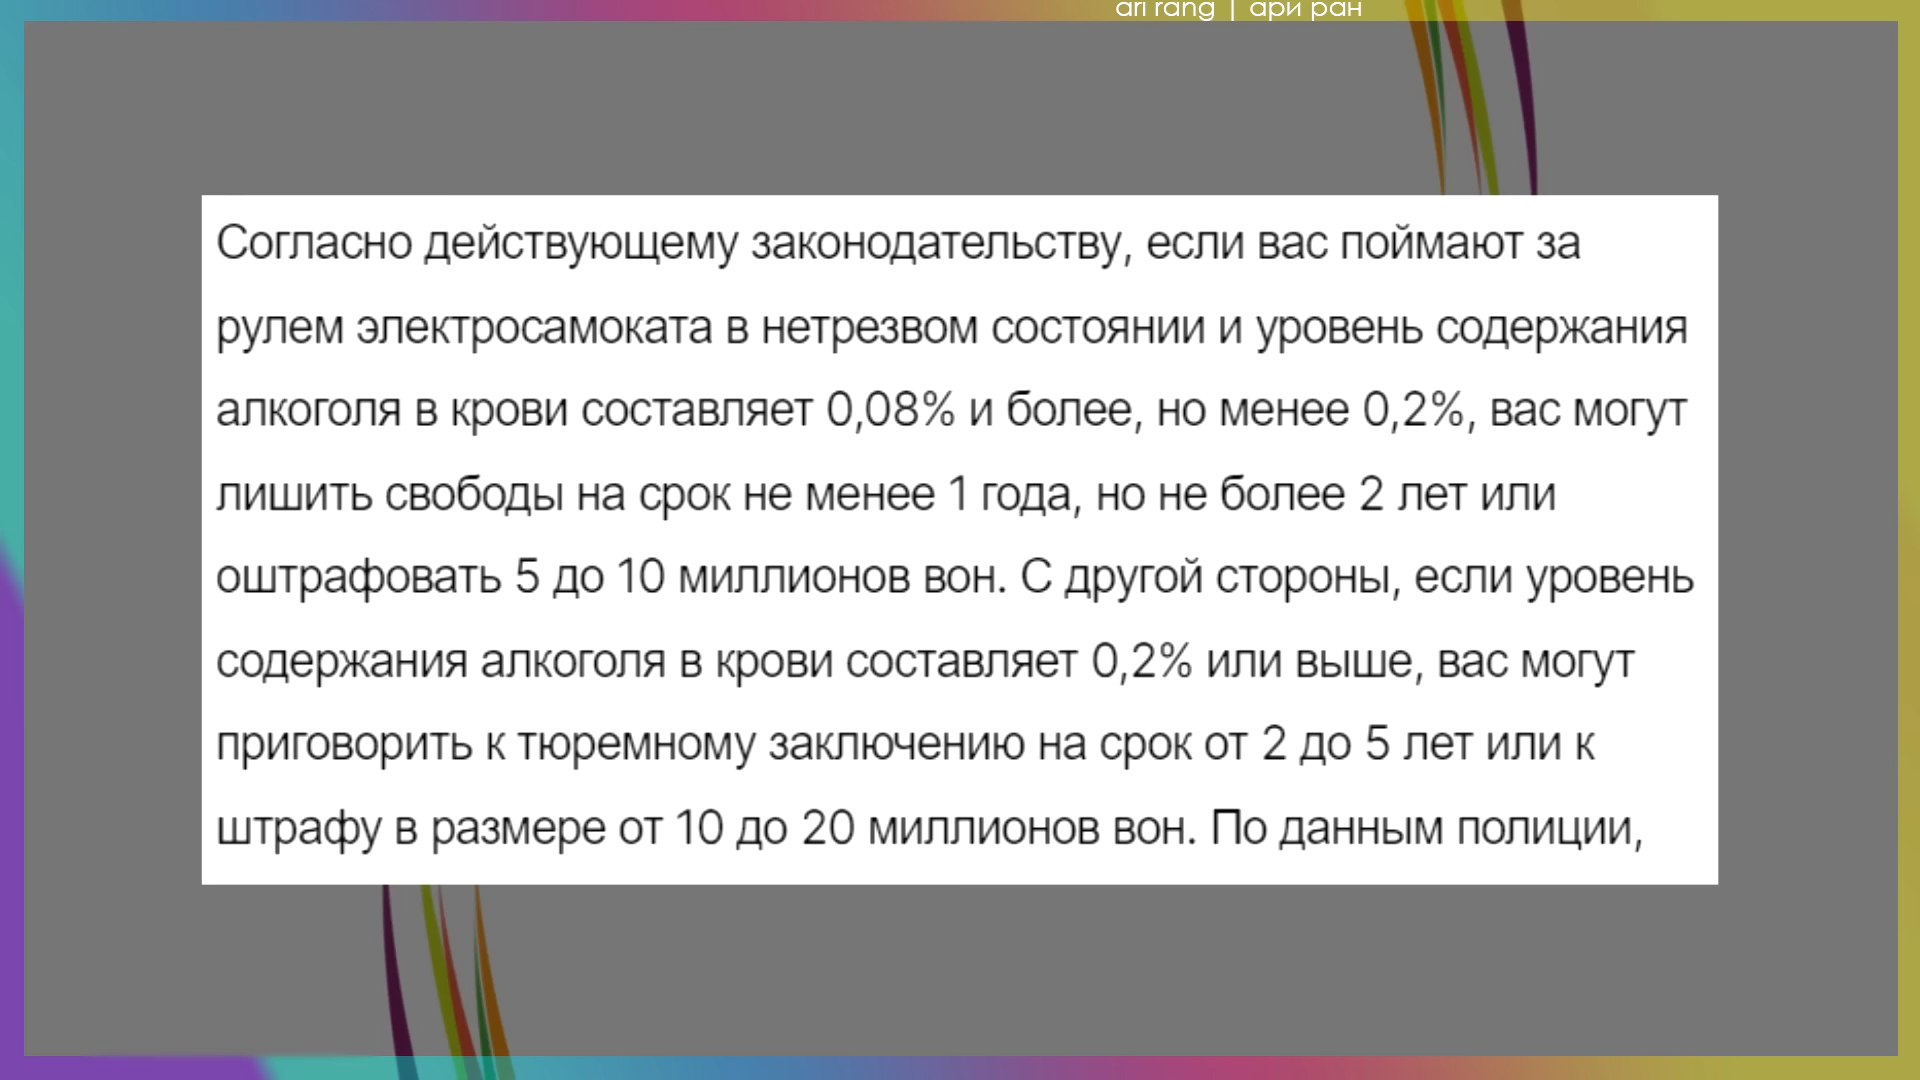 ari rang | ари ран
Согласно действующему законодательству, если вас поймают за
рулем электросамоката в нетрезвом состоянии и уровень содержания
алкоголя в крови составляет 0,08% и более, но менее 0,2%, вас могут
лишить свободы на срок не менее 1 года, но не более 2 лет или
оштрафовать 5 до 10 миллионов вон. С другой стороны, если уровень
содержания алкоголя в крови составляет 0,2% или выше, вас могут
приговорить к тюремному заключению на срок от 2 до 5 лет или к
штрафу в размере от 10 до 20 миллионов вон. По данным полиции,